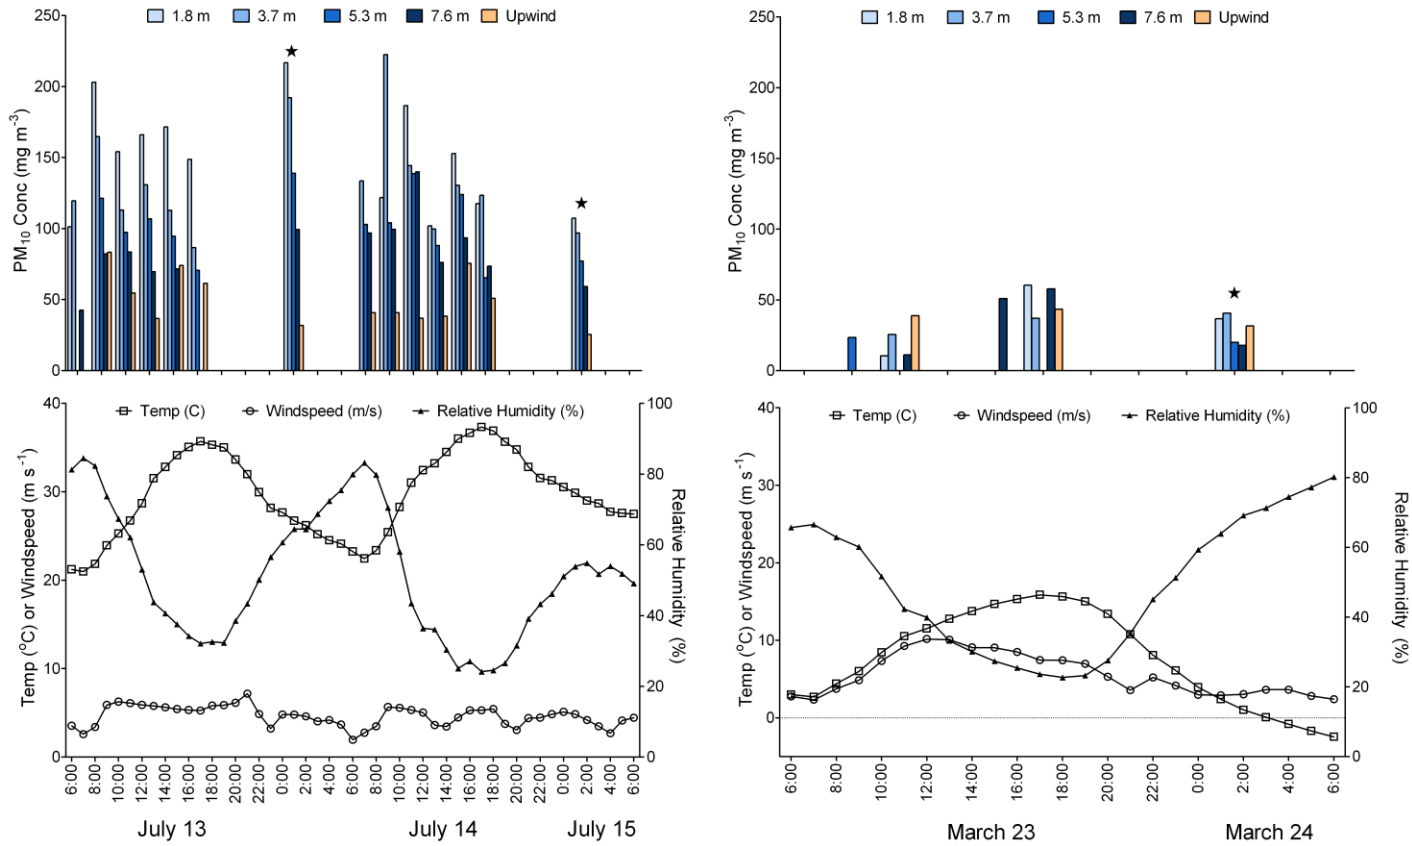 1.8 m 3.7 m 5.3 m 7.6 m Upwind
PM10 Conc (mg m-3)
250
200
150
100
50
0
★
★
1.8 m 3.7 m 5.3 m 7.6 m Upwind
PM10 Conc (mg m-3)
250
200
150
100
50
0
★
Temp (C) Windspeed (m/s) Relative Humidity (%)
Temp (oC) or Windspeed (m s-1)
40
30
20
10
0
100
80
60
40
20
0
Relative Humidity (%)
6:00 8:00 10:00 12:00 14:00 16:00 18:00 20:00 22:00 0:00 2:00 4:00 6:00 8:00 10:00 12:00 14:00 16:00 18:00 20:00 22:00 0:00 2:00 4:00 6:00
July 13 July 14 July 15
Temp (C) Windspeed (m/s) Relative Humidity (%)
Temp (oC) or Windspeed (m s-1)
40
30
20
10
0
100
80
60
40
20
0
Relative Humidity (%)
6:00 8:00 10:00 12:00 14:00 16:00 18:00 20:00 22:00 0:00 2:00 4:00 6:00
March 23 March 24